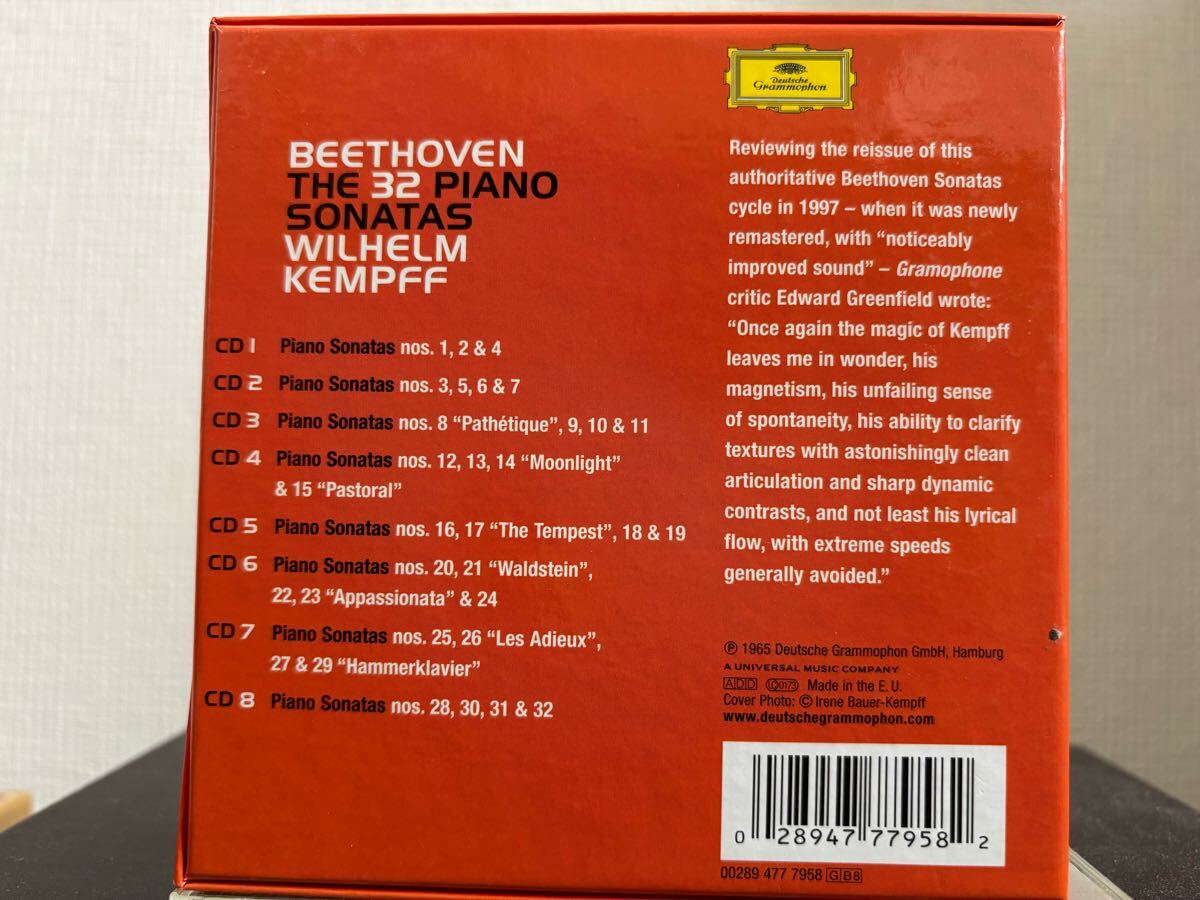 BEETHOVEN
THE 32 PIANO
SONATAS
WILHELM
KEMPFF
CD 1 Piano Sonatas nos. 1, 2 & 4
CD 2 Piano Sonatas nos. 3, 5, 6 & 7
CD 3 Piano Sonatas nos. 8 “Pathétique”, 9, 10 & 11
CD 4 Piano Sonatas nos. 12, 13, 14 “Moonlight”
& 15 “Pastoral”
CD 5 Piano Sonatas nos. 16, 17 “The Tempest”, 18 & 19
CD 6 Piano Sonatas nos. 20, 21 “Waldstein”,
22, 23 “Appassionata” & 24
CD 7 Piano Sonatas nos. 25, 26 “Les Adieux”,
27 & 29 “Hammerklavier”
CD 8 Piano Sonatas nos. 28, 30, 31 & 32
Deutsche
Grammophon
Reviewing the reissue of this
authoritative Beethoven Sonatas
cycle in 1997 – when it was newly
remastered, with “noticeably
improved sound” – Gramophone
critic Edward Greenfield wrote:
“Once again the magic of Kempff
leaves me in wonder, his
magnetism, his unfailing sense
of spontaneity, his ability to clarify
textures with astonishingly clean
articulation and sharp dynamic
contrasts, and not least his lyrical
flow, with extreme speeds
generally avoided.”
℗ 1965 Deutsche Grammophon GmbH, Hamburg
A UNIVERSAL MUSIC COMPANY
ADD LC0173 Made in the E. U.
Cover Photo: © Irene Bauer-Kempff
www.deutschegrammophon.com
0 28947 77958 2
00289 477 7958 GB8